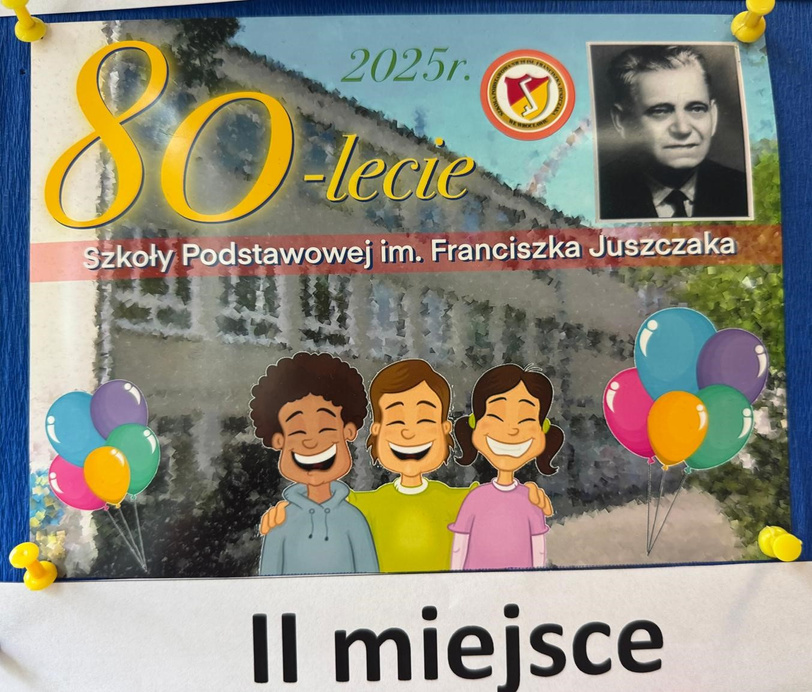 2025r.
80-lecie
Szkoły Podstawowej im. Franciszka Juszczaka
II miejsce